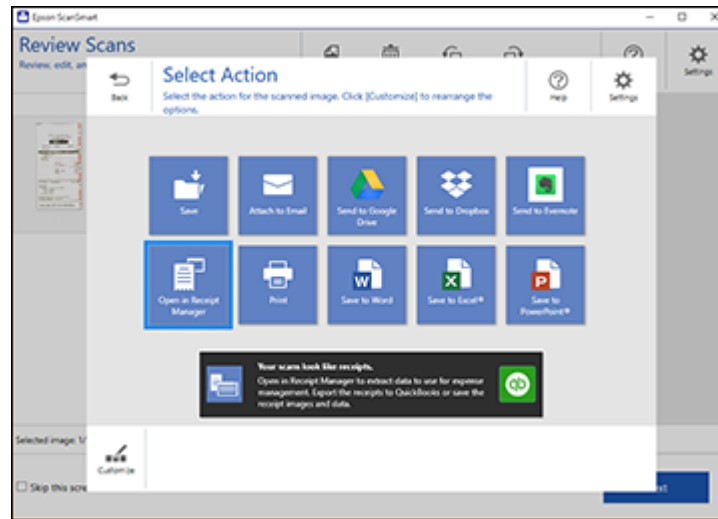 Epson ScanSmart
Review Scans
Review, edit, an
Settings
Back
Select Action
Select the action for the scanned image. Click [Customize] to rearrange the
options.
Help
Settings
Save
Attach to Email
Send to Google
Drive
Send to Dropbox
Send to Evernote
Open in Receipt
Manager
Print
W
Save to Word
X
Save to Excel®
P
Save to
PowerPoint®
Your scans look like receipts.
Open in Receipt Manager to extract data to use for expense
management. Export the receipts to QuickBooks or save the
receipt images and data.
qb
Selected image: 1/
Customize
Skip this scre
xt